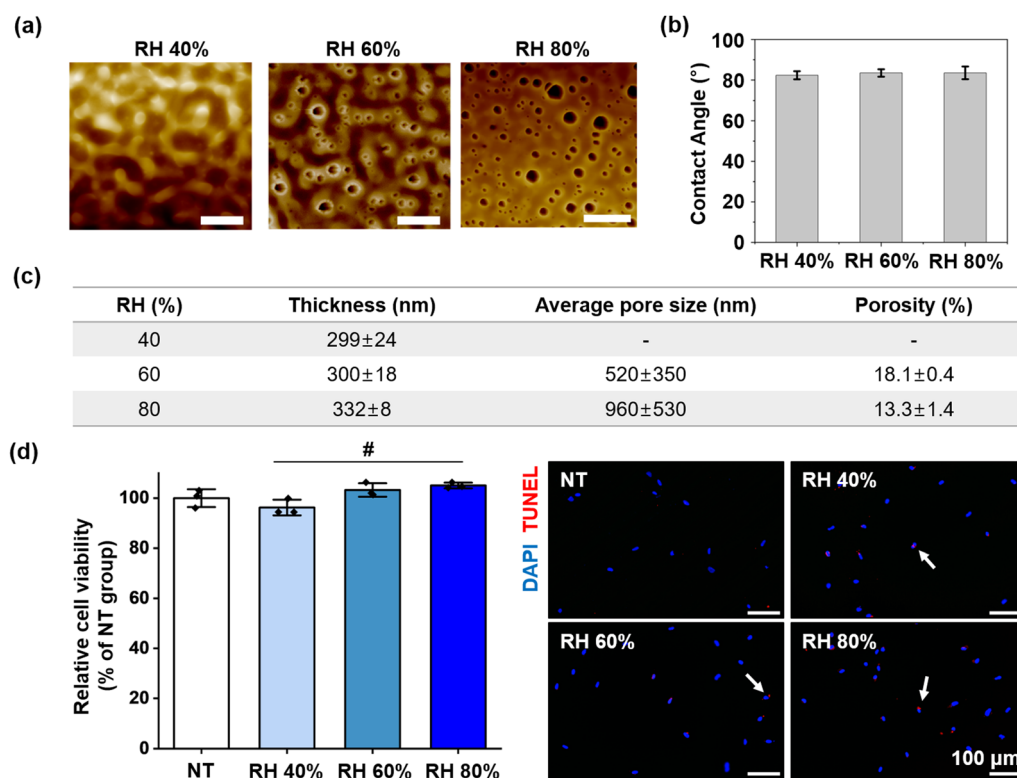 (a)
RH 40%
RH 60%
RH 80%
(b)
Contact Angle (°)
100
80
60
40
20
0
RH 40% RH 60% RH 80%
(c)
RH (%) Thickness (nm) Average pore size (nm) Porosity (%)
40 299±24 - -
60 300±18 520±350 18.1±0.4
80 332±8 960±530 13.3±1.4
(d)
Relative cell viability
(% of NT group)
#
100
80
60
40
20
0
NT RH 40% RH 60% RH 80%
DAPI TUNEL
NT
RH 40%
RH 60%
RH 80%
100 µm